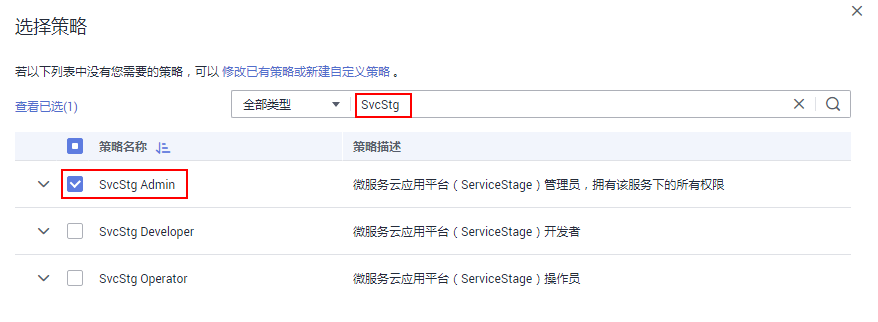 选择策略
若以下列表中没有您需要的策略，可以 修改已有策略或新建自定义策略 。
查看已选(1) 全部类型 SvcStg
策略名称 策略描述
SvcStg Admin 微服务云应用平台（ServiceStage）管理员，拥有该服务下的所有权限
SvcStg Developer 微服务云应用平台（ServiceStage）开发者
SvcStg Operator 微服务云应用平台（ServiceStage）操作员